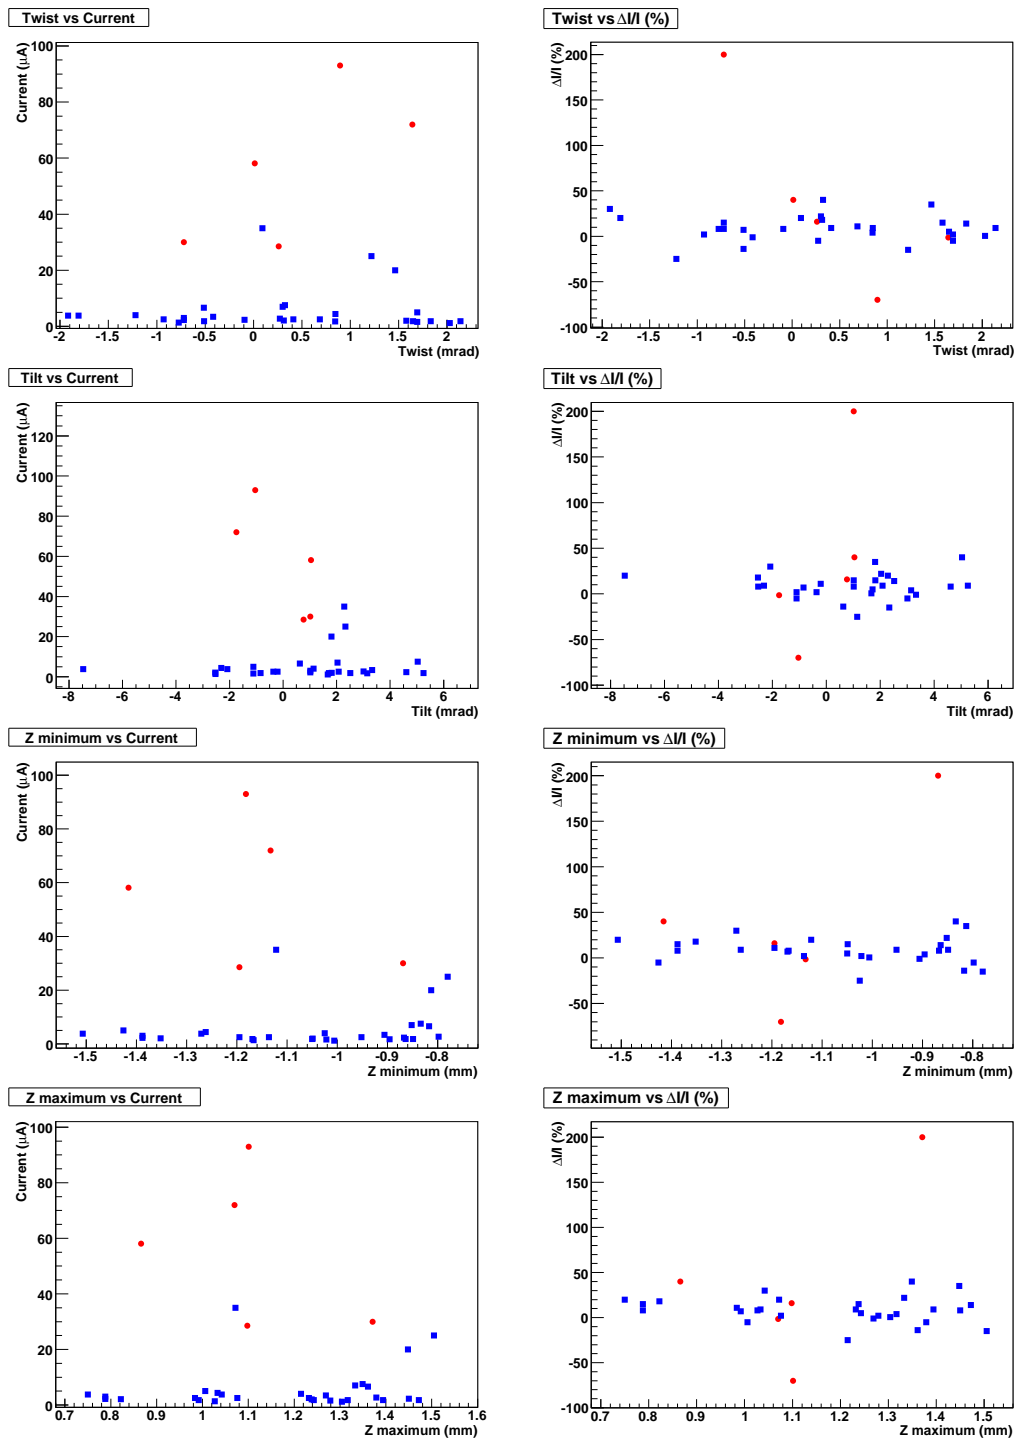 Twist vs Current
Current (μA)
100
80
60
40
20
0
-2 -1.5 -1 -0.5 0 0.5 1 1.5 2
Twist (mrad)
Twist vs ΔI/I (%)
ΔI/I (%)
200
150
100
50
0
-50
-100
-2 -1.5 -1 -0.5 0 0.5 1 1.5 2
Twist (mrad)
Tilt vs Current
Current (μA)
120
100
80
60
40
20
0
-8 -6 -4 -2 0 2 4 6
Tilt (mrad)
Tilt vs ΔI/I (%)
ΔI/I (%)
200
150
100
50
0
-50
-100
-8 -6 -4 -2 0 2 4 6
Tilt (mrad)
Z minimum vs Current
Current (μA)
100
80
60
40
20
0
-1.5 -1.4 -1.3 -1.2 -1.1 -1 -0.9 -0.8
Z minimum (mm)
Z minimum vs ΔI/I (%)
ΔI/I (%)
200
150
100
50
0
-50
-1.5 -1.4 -1.3 -1.2 -1.1 -1 -0.9 -0.8
Z minimum (mm)
Z maximum vs Current
Current (μA)
100
80
60
40
20
0
0.7 0.8 0.9 1 1.1 1.2 1.3 1.4 1.5 1.6
Z maximum (mm)
Z maximum vs ΔI/I (%)
ΔI/I (%)
200
150
100
50
0
-50
-100
0.7 0.8 0.9 1 1.1 1.2 1.3 1.4 1.5
Z maximum (mm)